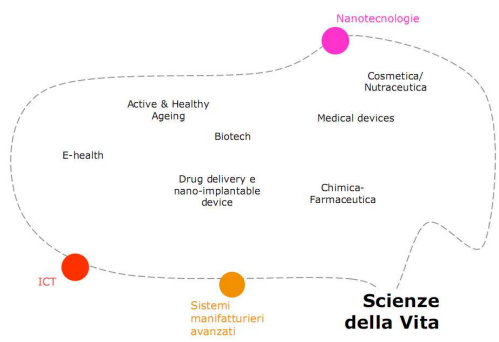 Nanotecnologie
Cosmetica/
Nutraceutica
Active & Healthy
Ageing
Medical devices
Biotech
E-health
Drug delivery e
nano-implantable
device
Chimica-
Farmaceutica
ICT
Sistemi
manifatturieri
avanzati
Scienze
della Vita